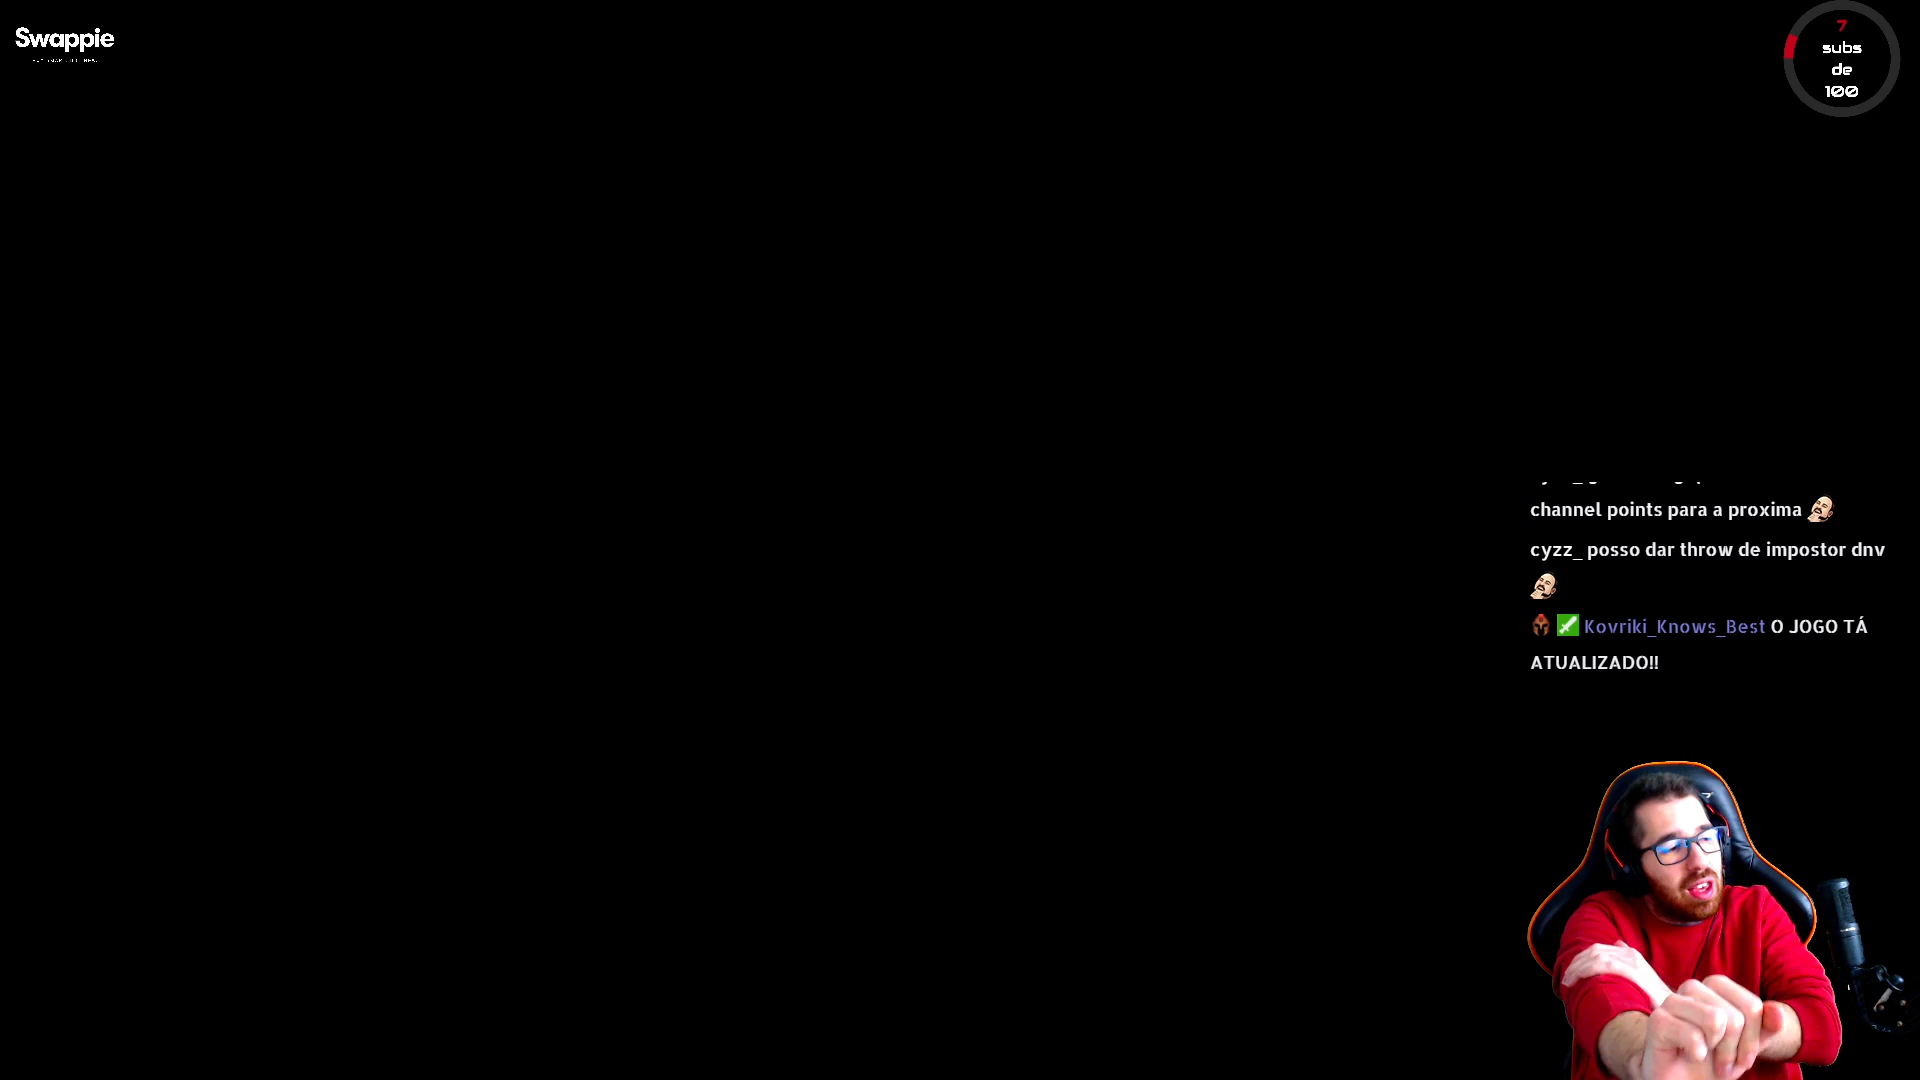 Swappie
7
subs
de
100
channel points para a proxima
cyzz_ posso dar throw de impostor dnv
Kovriki_Knows_Best O JOGO TÁ
ATUALIZADO!!